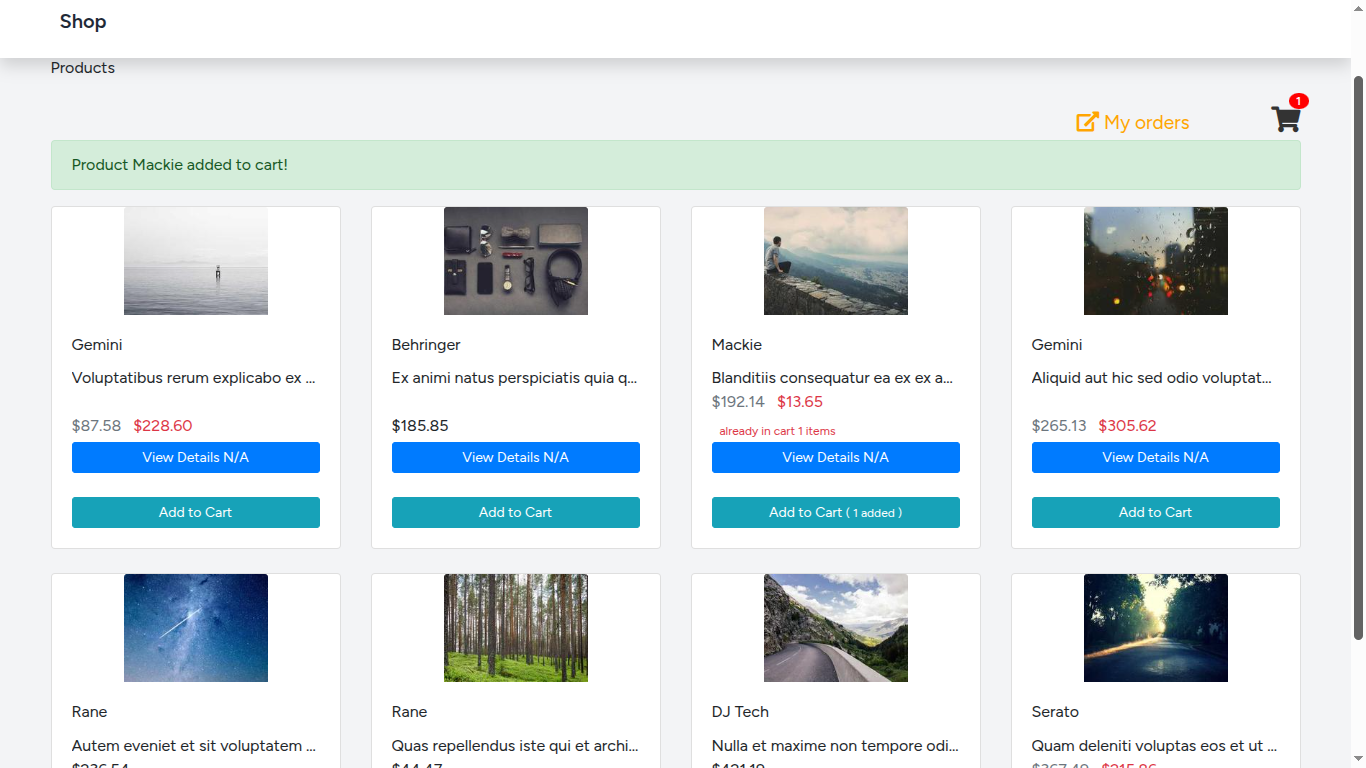 Shop
Products
1
My orders
Product Mackie added to cart!
Gemini
Voluptatibus rerum explicabo ex ...
$87.58 $228.60
View Details N/A
Add to Cart
Behringer
Ex animi natus perspiciatis quia q...
$185.85
View Details N/A
Add to Cart
Mackie
Blanditiis consequatur ea ex ex a...
$192.14 $13.65
already in cart 1 items
View Details N/A
Add to Cart ( 1 added )
Gemini
Aliquid aut hic sed odio voluptat...
$265.13 $305.62
View Details N/A
Add to Cart
Rane
Autem eveniet et sit voluptatem ...
Rane
Quas repellendus iste qui et archi...
DJ Tech
Nulla et maxime non tempore odi...
Serato
Quam deleniti voluptas eos et ut ...